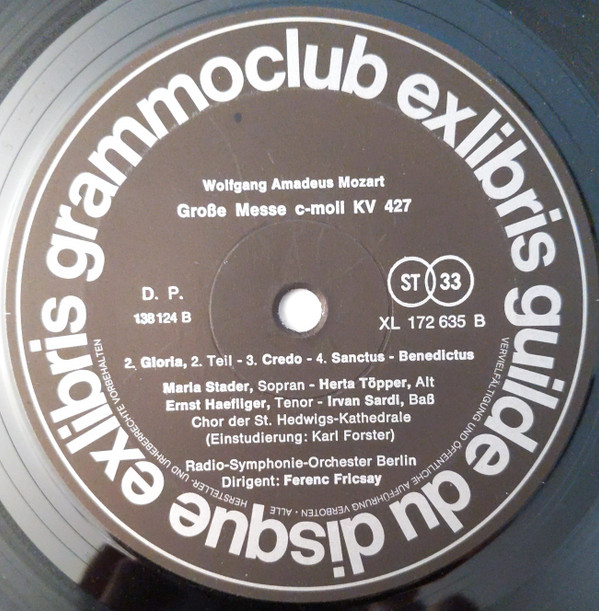 grammoclub exlibris guilde du disque exlibris
Wolfgang Amadeus Mozart
Große Messe c-moll KV 427
ST 33
D. P.
138124 B
XL 172 635 B
2. Gloria, 2. Teil - 3. Credo - 4. Sanctus - Benedictus
Maria Stader, Sopran - Herta Töpper, Alt
Ernst Haefliger, Tenor - Irvan Sardi, Baß
Chor der St. Hedwigs-Kathedrale
(Einstudierung: Karl Forster)
Radio-Symphonie-Orchester Berlin
Dirigent: Ferenc Fricsay
VERVIELFÄLTIGUNG UND ÖFFENTLICHE AUFFÜHRUNG VERBOTEN · ALLE HERSTELLER- UND URHEBERRECHTE VORBEHALTEN